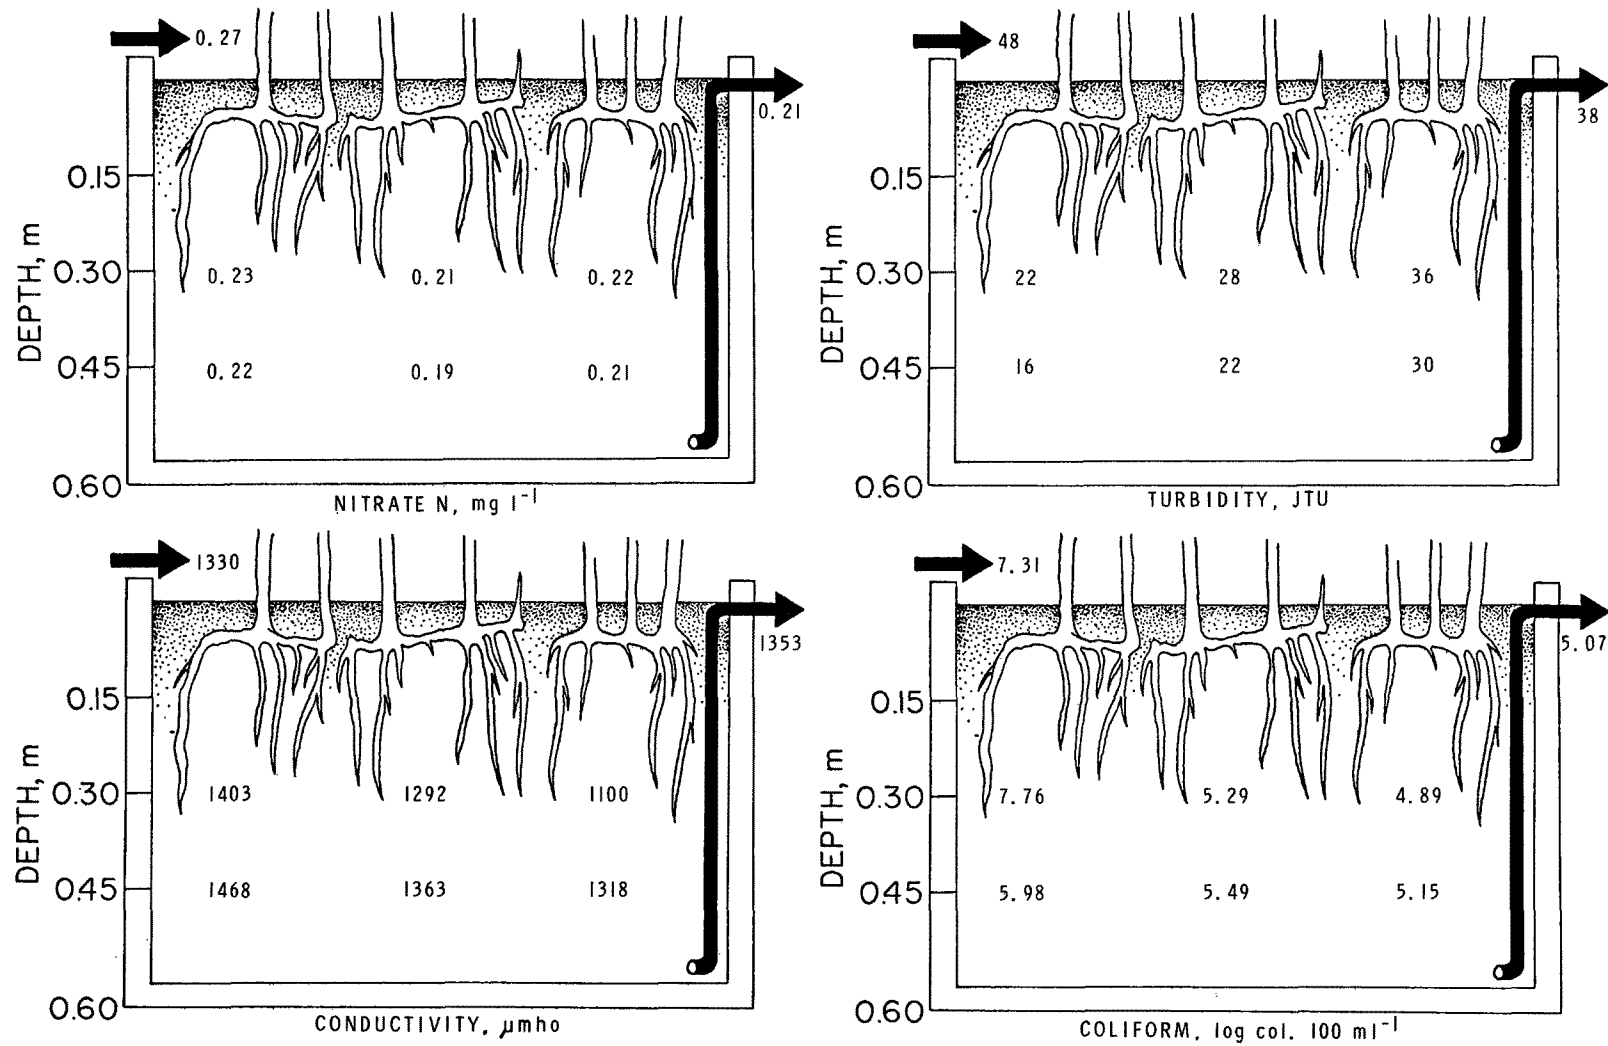 0.27
0.21
0.15
0.30
0.45
0.60
DEPTH, m
0.23 0.21 0.22
0.22 0.19 0.21
NITRATE N, mg l⁻¹
48
38
0.15
0.30
0.45
0.60
DEPTH, m
22 28 36
16 22 30
TURBIDITY, JTU
1330
1353
0.15
0.30
0.45
0.60
DEPTH, m
1403 1292 1100
1468 1363 1318
CONDUCTIVITY, µmho
7.31
5.07
0.15
0.30
0.45
0.60
DEPTH, m
7.76 5.29 4.89
5.98 5.49 5.15
COLIFORM, log col. 100 ml⁻¹